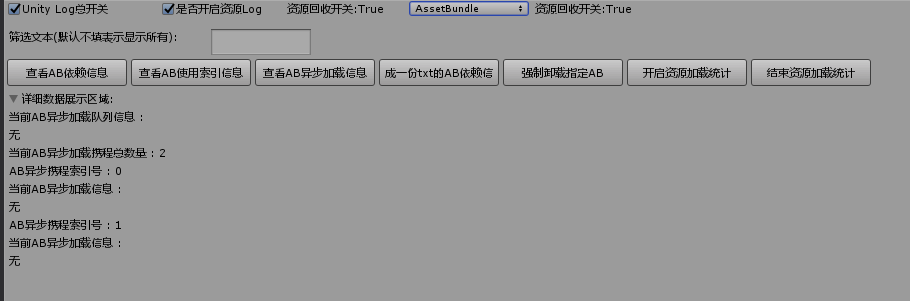 Unity Log总开关 是否开启资源Log 资源回收开关:True AssetBundle 资源回收开关:True
筛选文本(默认不填表示显示所有):
查看AB依赖信息 查看AB使用索引信息 查看AB异步加载信息 成一份txt的AB依赖信 强制卸载指定AB 开启资源加载统计 结束资源加载统计
详细数据展示区域:
当前AB异步加载队列信息：
无
当前AB异步加载携程总数量：2
AB异步携程索引号：0
当前AB异步加载信息：
无
AB异步携程索引号：1
当前AB异步加载信息：
无